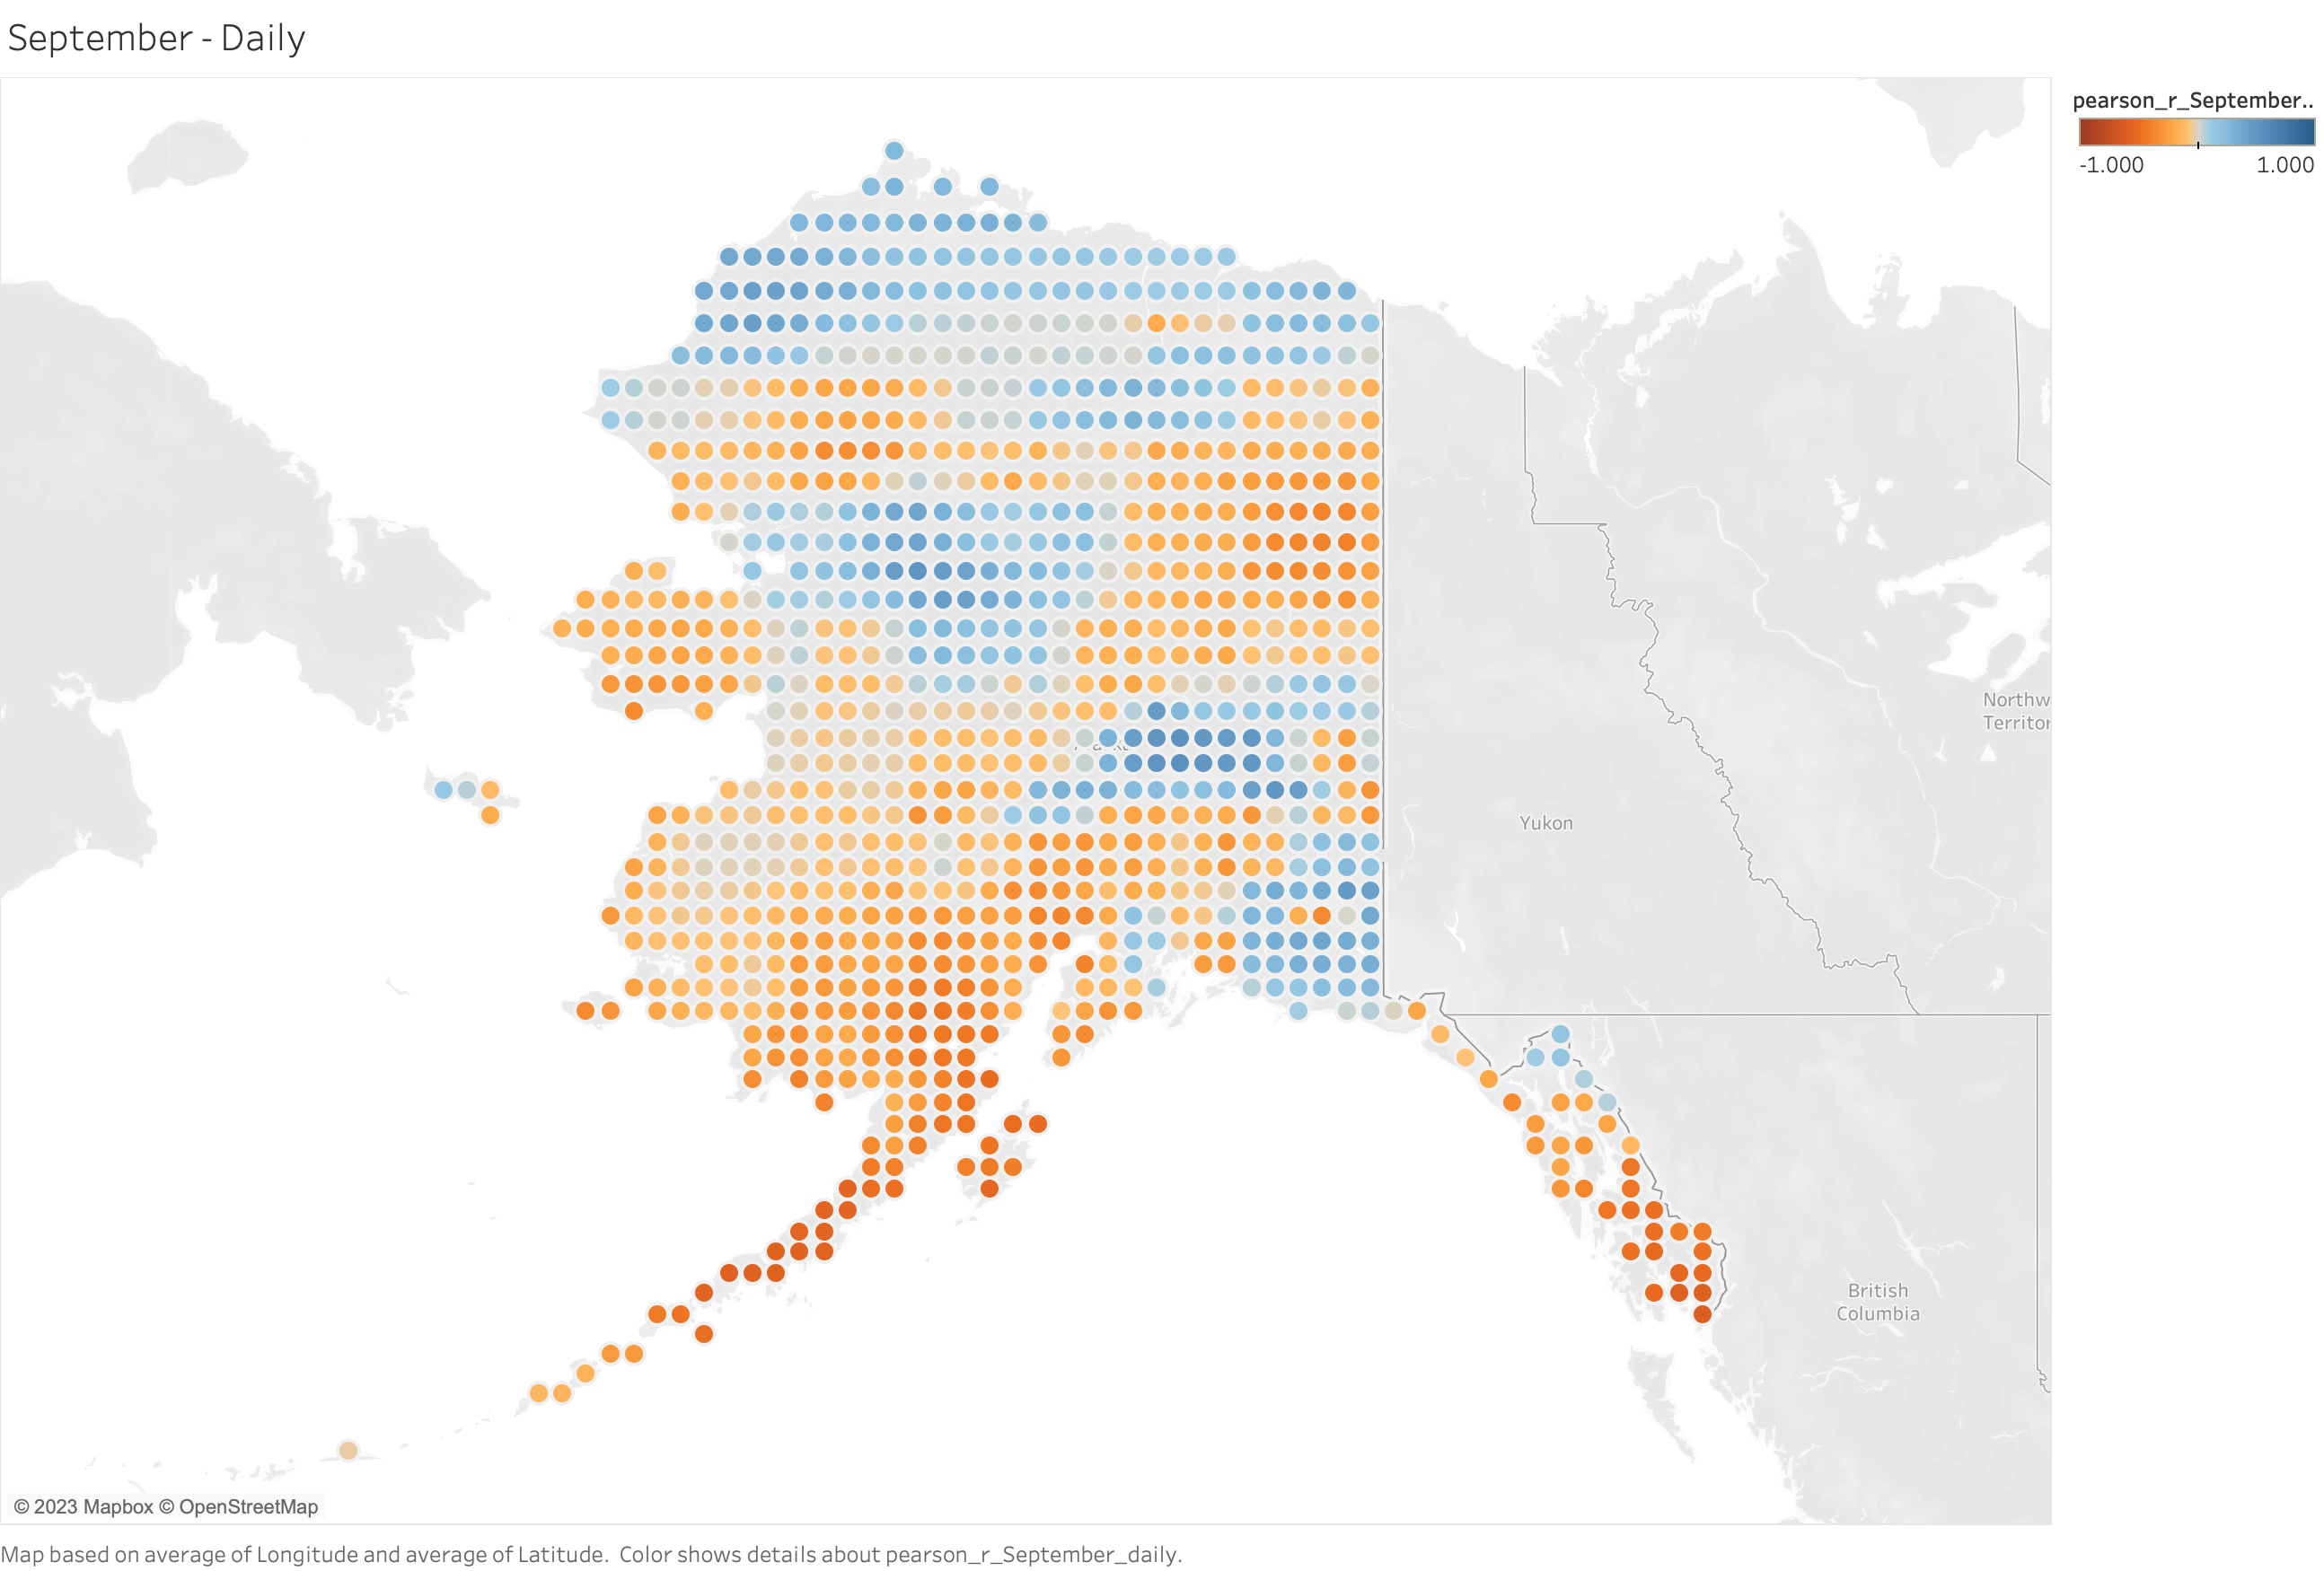 September - Daily
pearson_r_September..
-1.000
1.000
Northw
Territor
Yukon
British
Columbia
© 2023 Mapbox © OpenStreetMap
Map based on average of Longitude and average of Latitude.  Color shows details about pearson_r_September_daily.